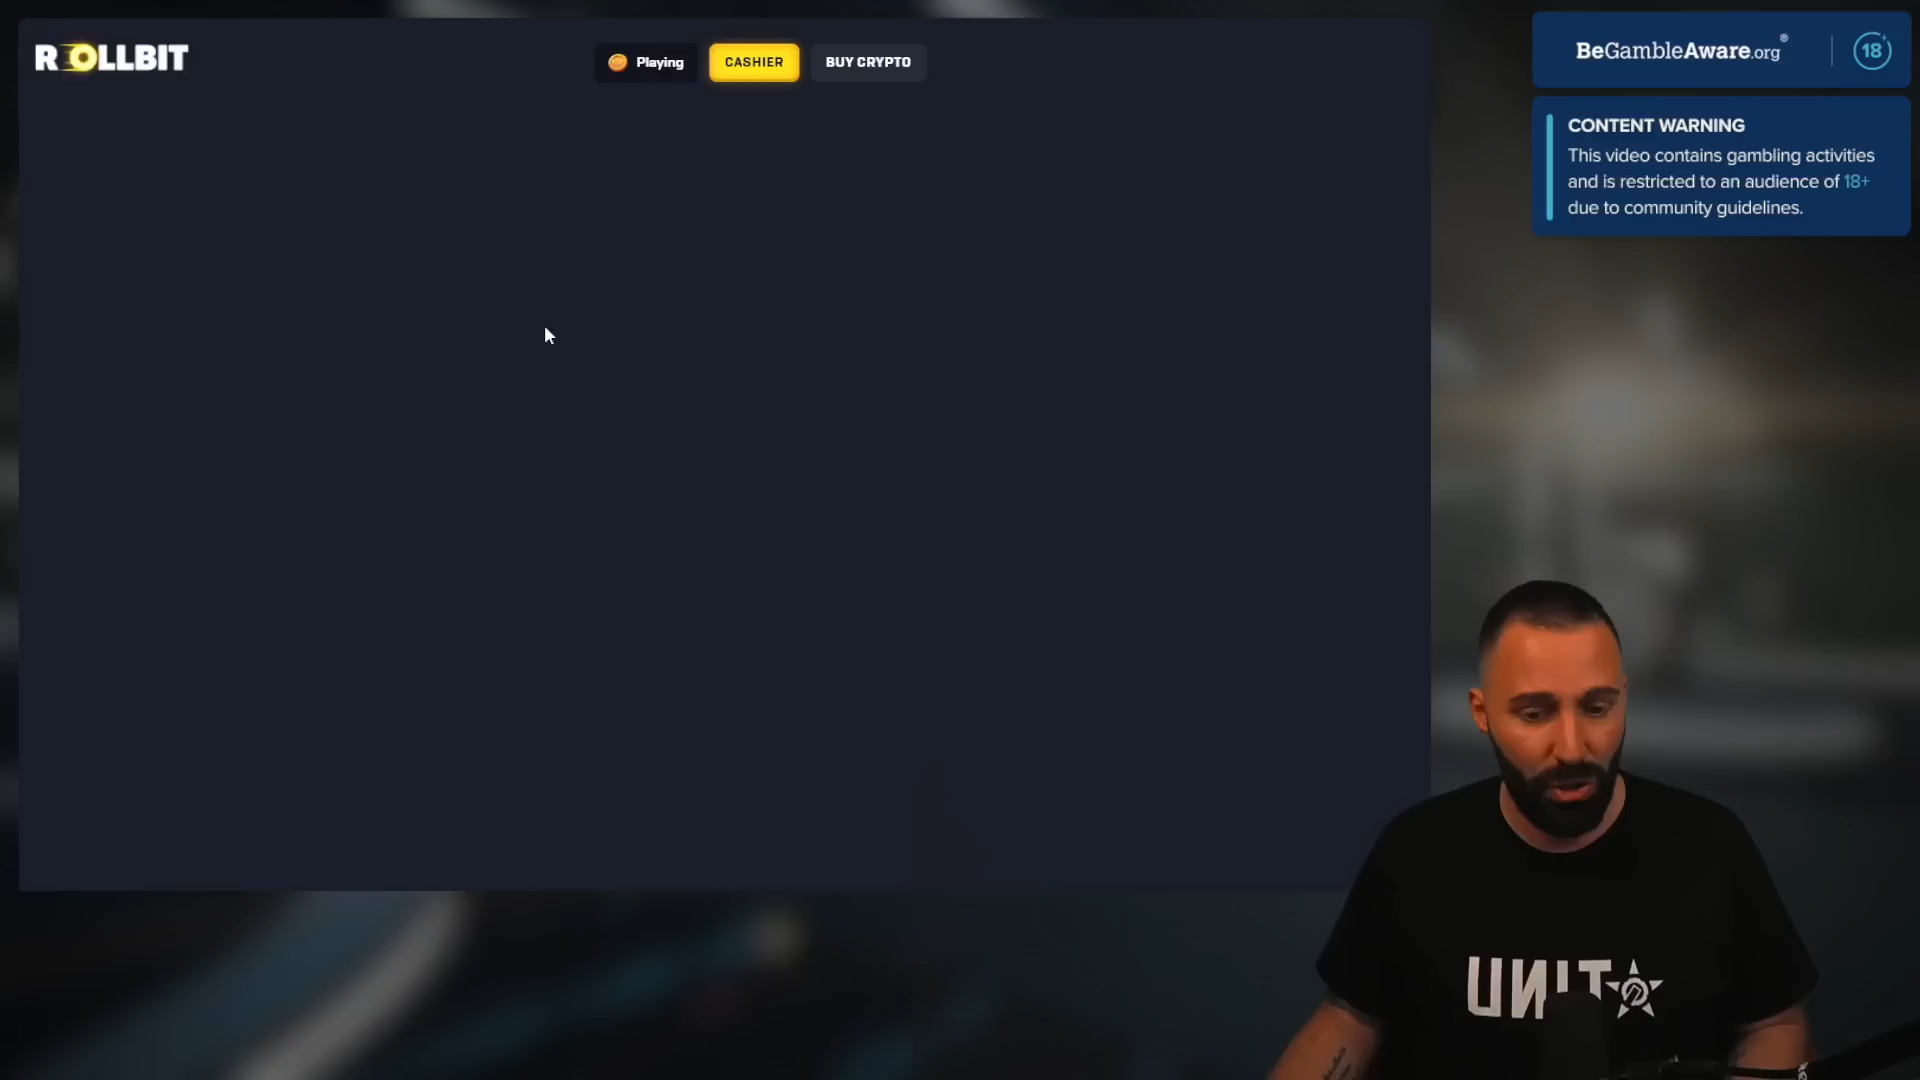 ROLLBIT
Playing
CASHIER
BUY CRYPTO
BeGambleAware.org®
18+
CONTENT WARNING
This video contains gambling activities
and is restricted to an audience of 18+
due to community guidelines.
UNIT